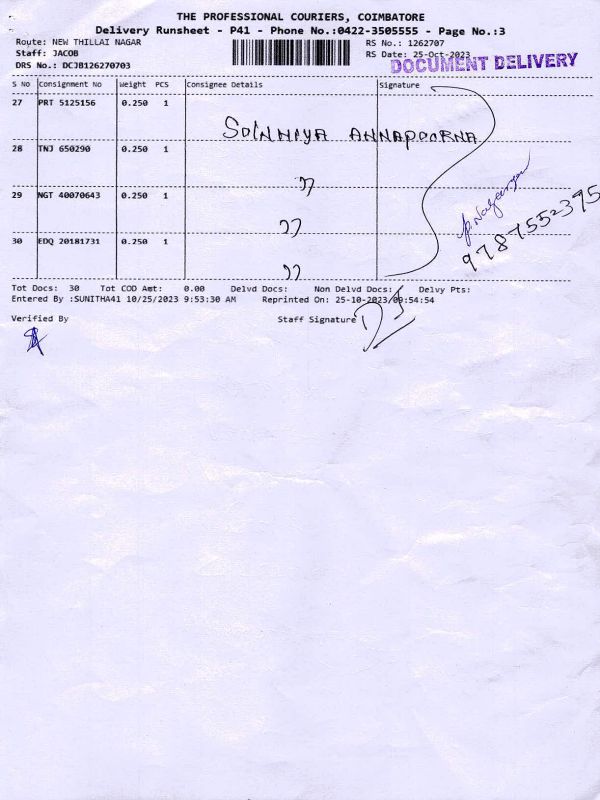 THE PROFESSIONAL COURIERS, COIMBATORE
Delivery Runsheet - P41 - Phone No.:0422-3505555 - Page No.:3
Route: NEW THILLAI NAGAR RS No.: 1262707
Staff: JACOB RS Date: 25-Oct-2023
DRS No.: DCJB126270703 DOCUMENT DELIVERY
S No Consignment No Weight PCS Consignee Details Signature
27 PRT 5125156 0.250 1
ANNAPOORNA
28 TNJ 650290 0.250 1
29 NGT 40070643 0.250 1
30 EDQ 20181731 0.250 1
9787552375
Tot Docs: 30 Tot COD Amt: 0.00 Delvd Docs: Non Delvd Docs: Delvy Pts:
Entered By :SUNITHA41 10/25/2023 9:53:30 AM Reprinted On: 25-10-2023/09:54:54
Verified By Staff Signature